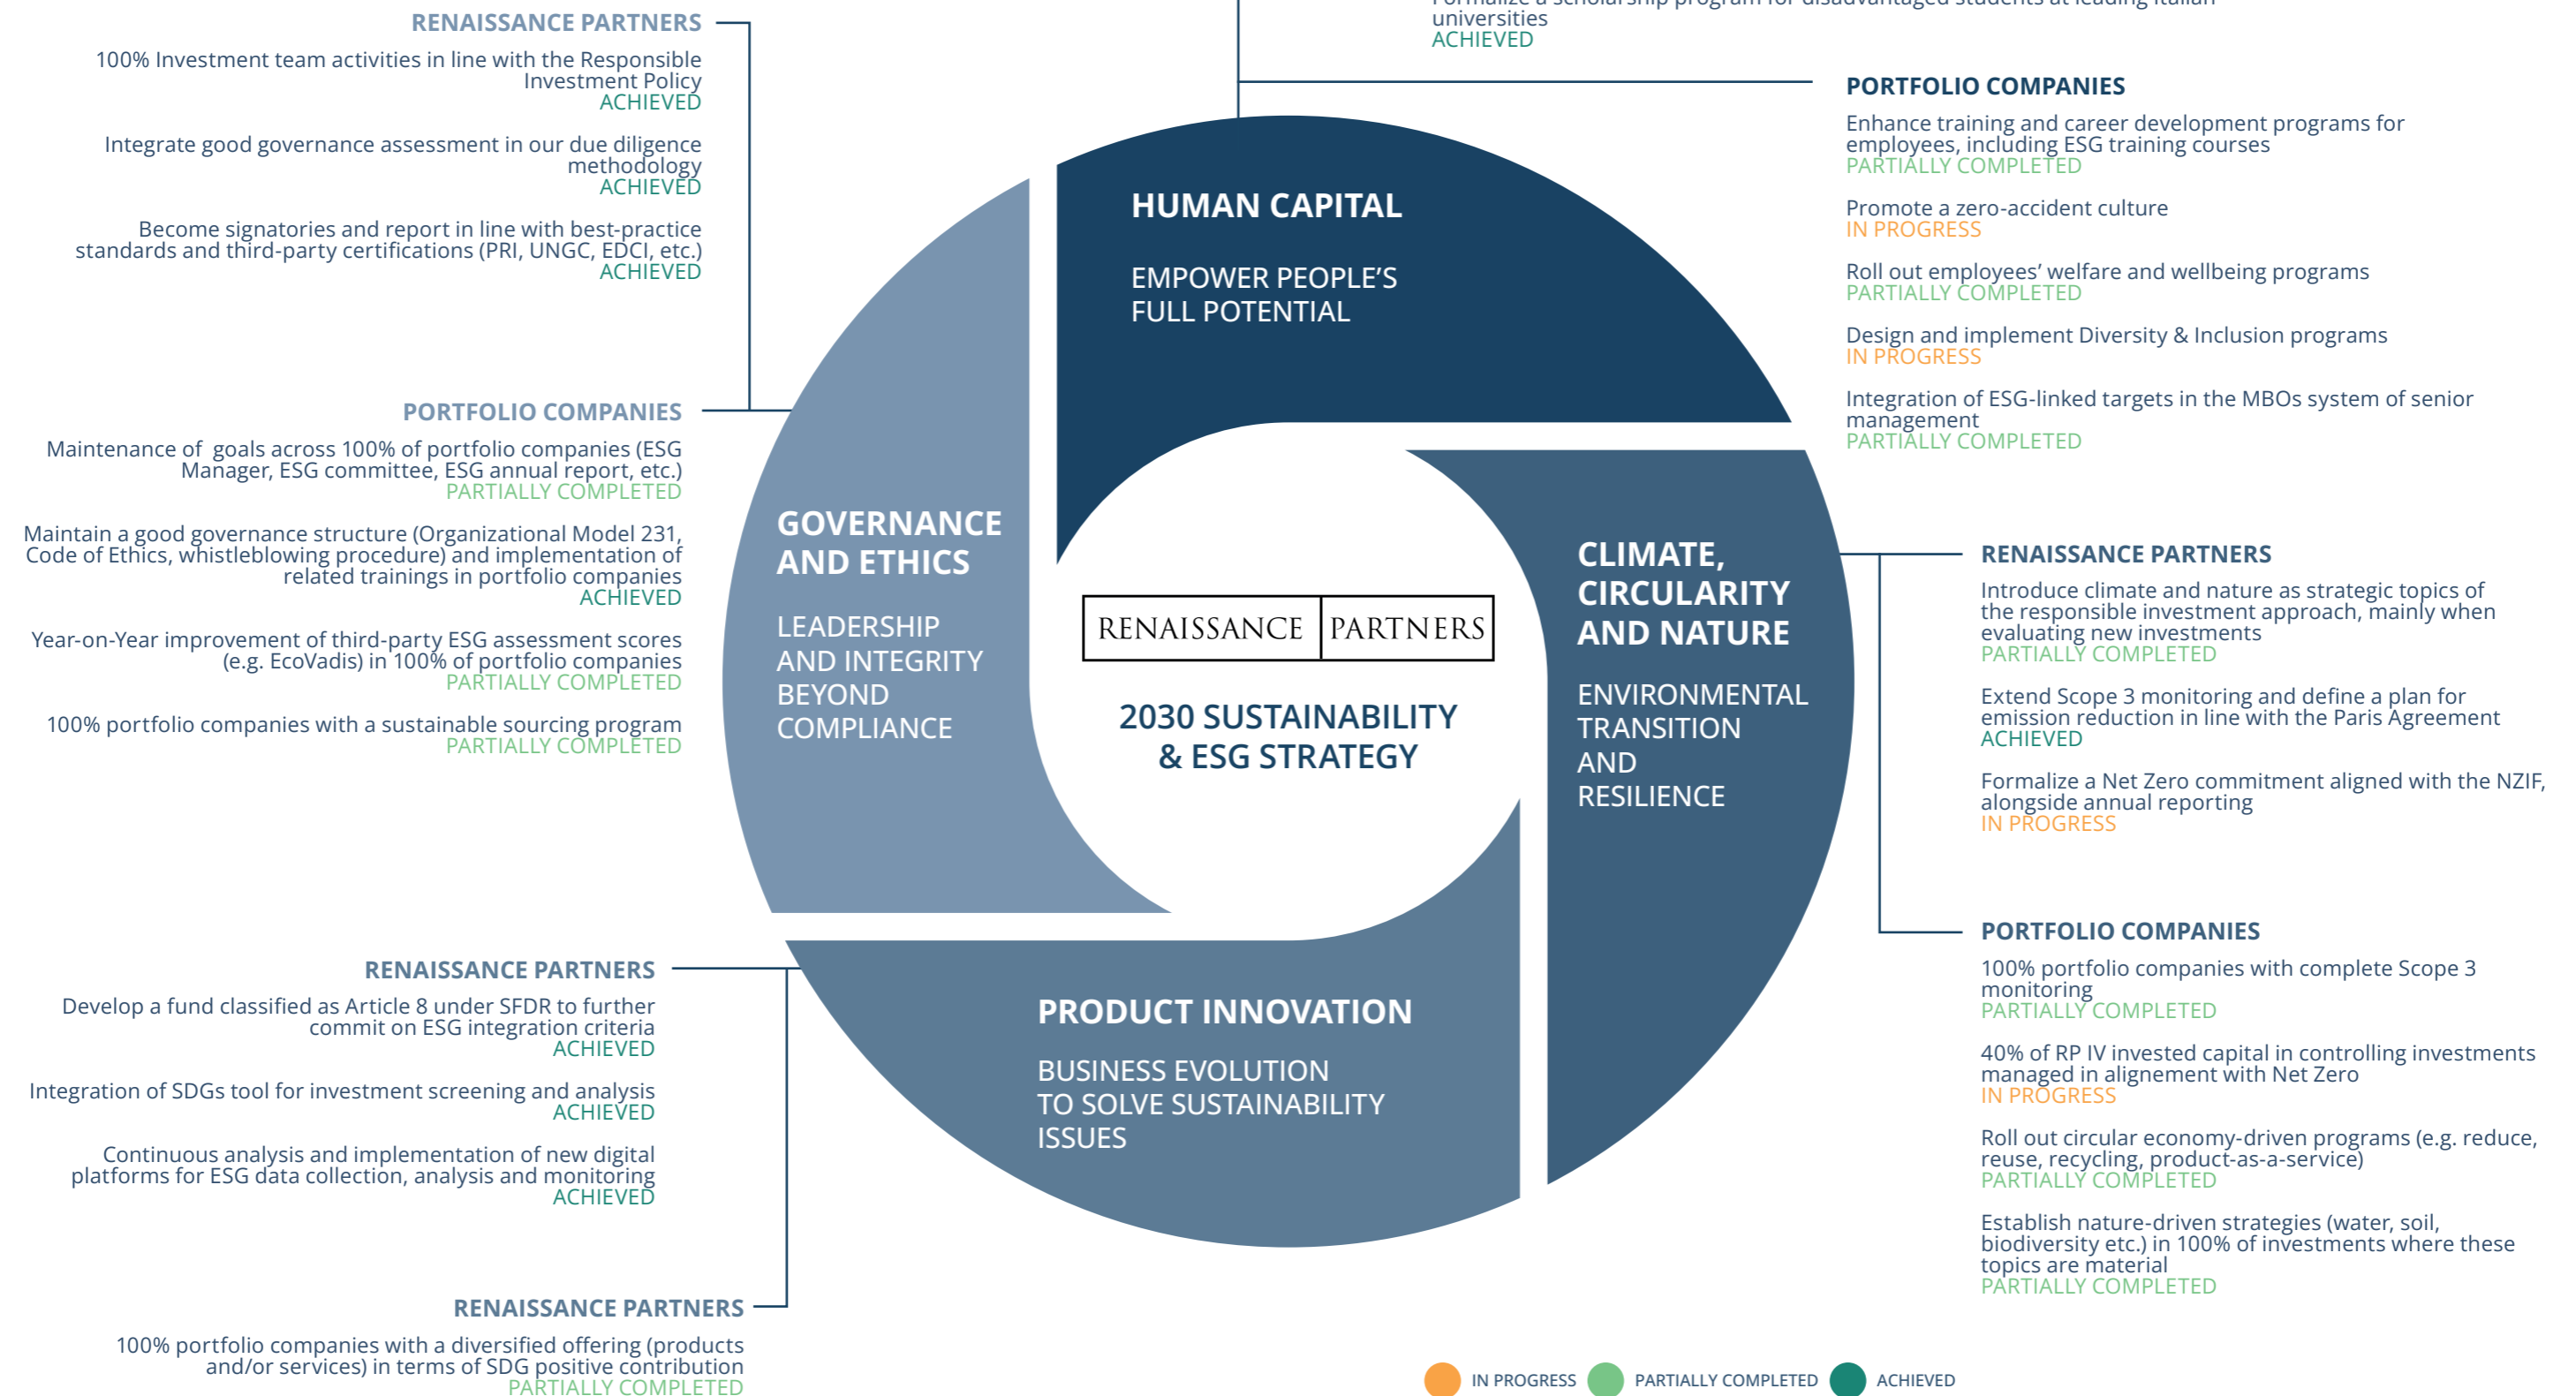 RENAISSANCE PARTNERS
100% Investment team activities in line with the Responsible
Investment Policy
ACHIEVED
Integrate good governance assessment in our due diligence
methodology
ACHIEVED
Become signatories and report in line with best-practice
standards and third-party certifications (PRI, UNGC, EDCI, etc.)
ACHIEVED
PORTFOLIO COMPANIES
Maintenance of goals across 100% of portfolio companies (ESG
Manager, ESG committee, ESG annual report, etc.)
PARTIALLY COMPLETED
Maintain a good governance structure (Organizational Model 231,
Code of Ethics, whistleblowing procedure) and implementation of
related trainings in portfolio companies
ACHIEVED
Year-on-Year improvement of third-party ESG assessment scores
(e.g. EcoVadis) in 100% of portfolio companies
PARTIALLY COMPLETED
100% portfolio companies with a sustainable sourcing program
PARTIALLY COMPLETED
RENAISSANCE PARTNERS
Develop a fund classified as Article 8 under SFDR to further
commit on ESG integration criteria
ACHIEVED
Integration of SDGs tool for investment screening and analysis
ACHIEVED
Continuous analysis and implementation of new digital
platforms for ESG data collection, analysis and monitoring
ACHIEVED
RENAISSANCE PARTNERS
100% portfolio companies with a diversified offering (products
and/or services) in terms of SDG positive contribution
PARTIALLY COMPLETED
HUMAN CAPITAL
EMPOWER PEOPLE'S
FULL POTENTIAL
GOVERNANCE
AND ETHICS
LEADERSHIP
AND INTEGRITY
BEYOND
COMPLIANCE
RENAISSANCE PARTNERS
2030 SUSTAINABILITY
& ESG STRATEGY
CLIMATE,
CIRCULARITY
AND NATURE
ENVIRONMENTAL
TRANSITION
AND
RESILIENCE
PRODUCT INNOVATION
BUSINESS EVOLUTION
TO SOLVE SUSTAINABILITY
ISSUES
Formalize a scholarship program for disadvantaged students at leading Italian
universities
ACHIEVED
PORTFOLIO COMPANIES
Enhance training and career development programs for
employees, including ESG training courses
PARTIALLY COMPLETED
Promote a zero-accident culture
IN PROGRESS
Roll out employees' welfare and wellbeing programs
PARTIALLY COMPLETED
Design and implement Diversity & Inclusion programs
IN PROGRESS
Integration of ESG-linked targets in the MBOs system of senior
management
PARTIALLY COMPLETED
RENAISSANCE PARTNERS
Introduce climate and nature as strategic topics of
the responsible investment approach, mainly when
evaluating new investments
PARTIALLY COMPLETED
Extend Scope 3 monitoring and define a plan for
emission reduction in line with the Paris Agreement
ACHIEVED
Formalize a Net Zero commitment aligned with the NZIF,
alongside annual reporting
IN PROGRESS
PORTFOLIO COMPANIES
100% portfolio companies with complete Scope 3
monitoring
PARTIALLY COMPLETED
40% of RP IV invested capital in controlling investments
managed in alignement with Net Zero
IN PROGRESS
Roll out circular economy-driven programs (e.g. reduce,
reuse, recycling, product-as-a-service)
PARTIALLY COMPLETED
Establish nature-driven strategies (water, soil,
biodiversity etc.) in 100% of investments where these
topics are material
PARTIALLY COMPLETED
IN PROGRESS PARTIALLY COMPLETED ACHIEVED